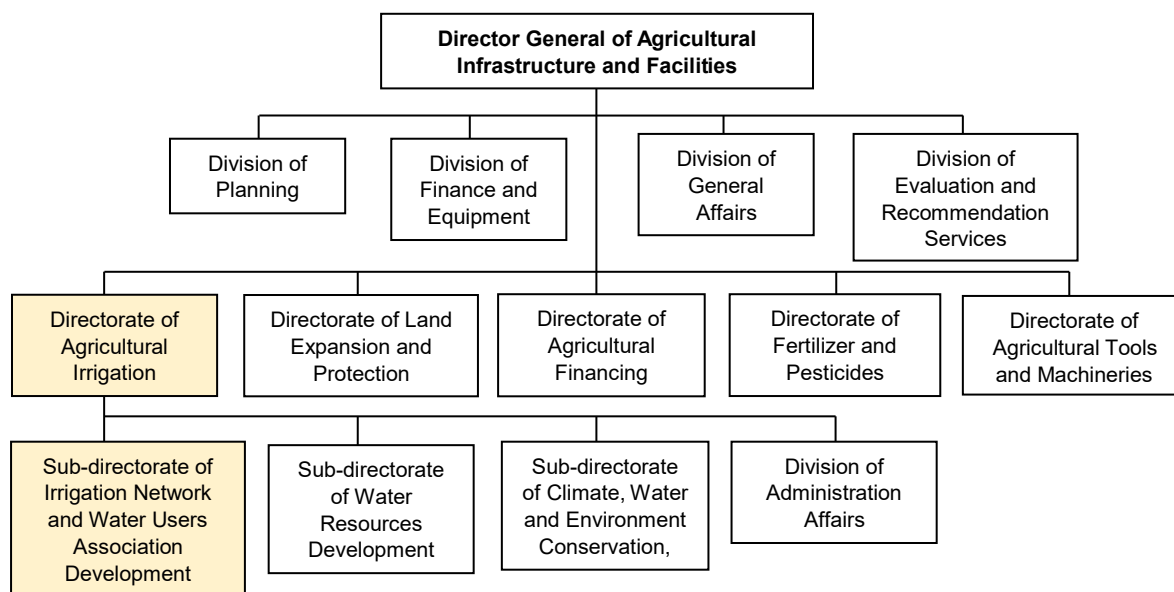 Director General of Agricultural
Infrastructure and Facilities
Division of
Planning
Division of
Finance and
Equipment
Division of
General
Affairs
Division of
Evaluation and
Recommendation
Services
Directorate of
Agricultural
Irrigation
Directorate of Land
Expansion and
Protection
Directorate of
Agricultural
Financing
Directorate of
Fertilizer and
Pesticides
Directorate of
Agricultural Tools
and Machineries
Sub-directorate of
Irrigation Network
and Water Users
Association
Development
Sub-directorate
of Water
Resources
Development
Sub-directorate
of Climate, Water
and Environment
Conservation,
Division of
Administration
Affairs